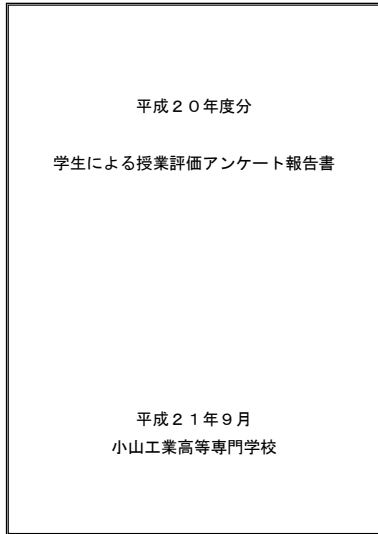 平成２０年度分
学生による授業評価アンケート報告書
平成２１年９月
小山工業高等専門学校